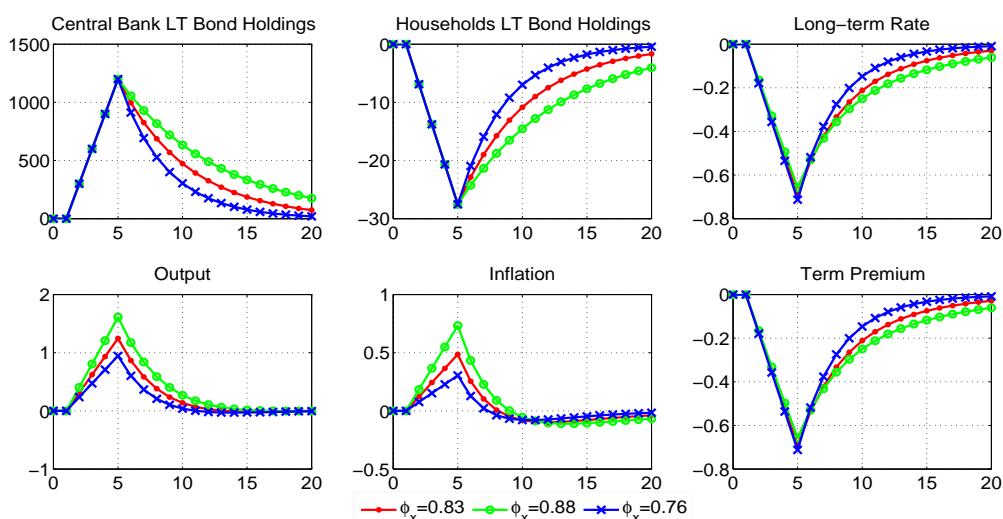 Central Bank LT Bond Holdings
1500
1000
500
0
0 5 10 15 20
Households LT Bond Holdings
0
−10
−20
−30
0 5 10 15 20
Long−term Rate
0
−0.2
−0.4
−0.6
−0.8
0 5 10 15 20
Output
2
1
0
−1
0 5 10 15 20
Inflation
1
0.5
0
−0.5
0 5 10 15 20
Term Premium
0
−0.2
−0.4
−0.6
−0.8
0 5 10 15 20
ϕ_x=0.83 ϕ_x=0.88 ϕ_x=0.76